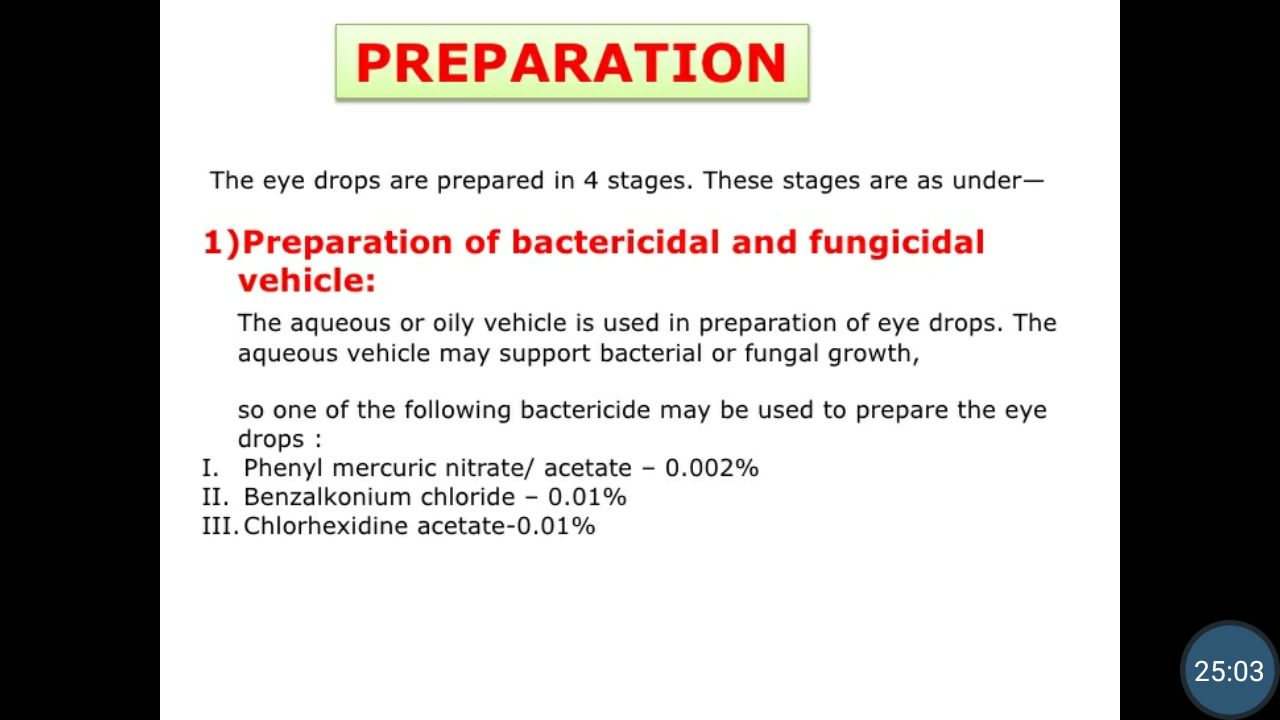 PREPARATION
The eye drops are prepared in 4 stages. These stages are as under—
1)Preparation of bactericidal and fungicidal
vehicle:
The aqueous or oily vehicle is used in preparation of eye drops. The
aqueous vehicle may support bacterial or fungal growth,
so one of the following bactericide may be used to prepare the eye
drops :
I. Phenyl mercuric nitrate/ acetate – 0.002%
II. Benzalkonium chloride – 0.01%
III. Chlorhexidine acetate-0.01%
25:03